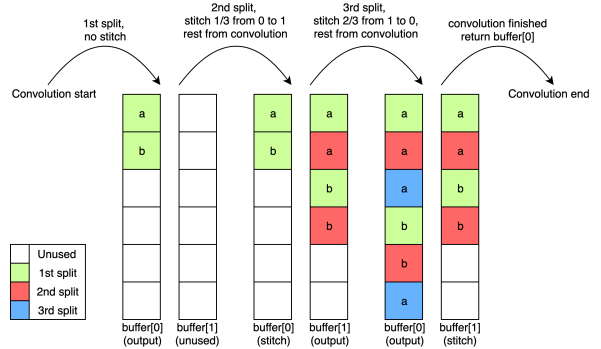 1st split,
no stitch
2nd split,
stitch 1/3 from 0 to 1
rest from convolution
3rd split,
stitch 2/3 from 1 to 0,
rest from convolution
convolution finished
return buffer[0]
Convolution start
Convolution end
a
b
a
b
a
a
b
b
a
a
a
b
b
a
a
a
b
b
Unused
1st split
2nd split
3rd split
buffer[0]
(output)
buffer[1]
(unused)
buffer[0]
(stitch)
buffer[1]
(output)
buffer[0]
(output)
buffer[1]
(stitch)